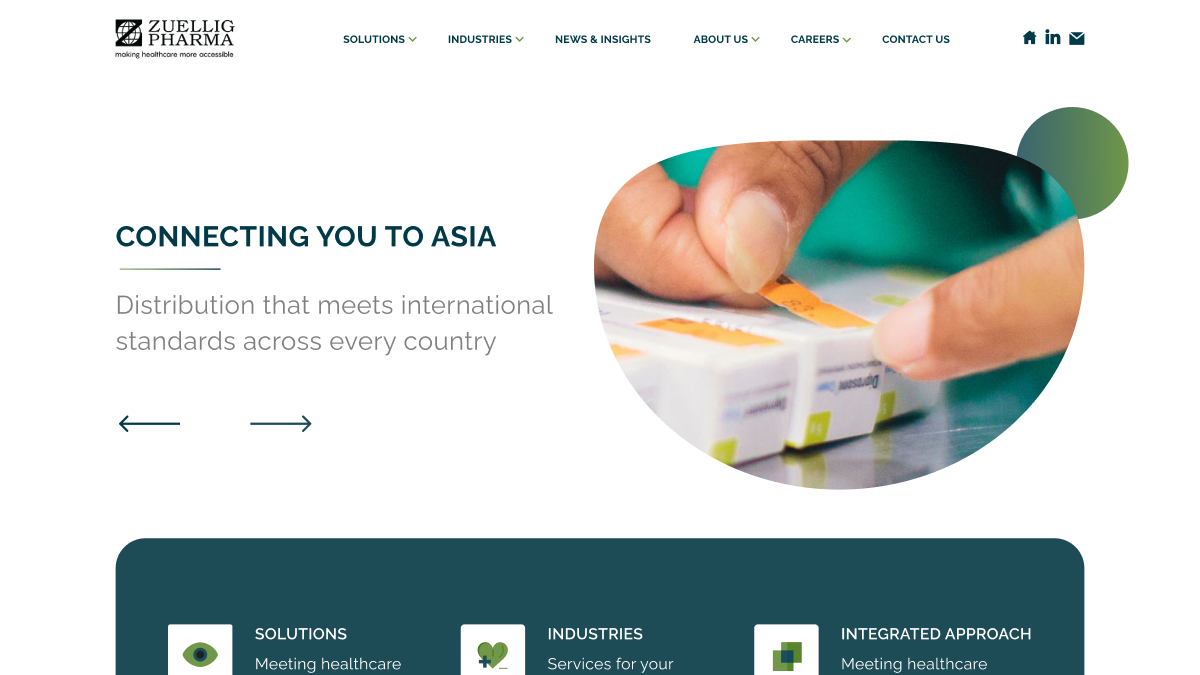 ZUELLIG
PHARMA
making healthcare more accessible
SOLUTIONS
INDUSTRIES
NEWS & INSIGHTS
ABOUT US
CAREERS
CONTACT US
CONNECTING YOU TO ASIA
Distribution that meets international
standards across every country
SOLUTIONS
Meeting healthcare
INDUSTRIES
Services for your
INTEGRATED APPROACH
Meeting healthcare